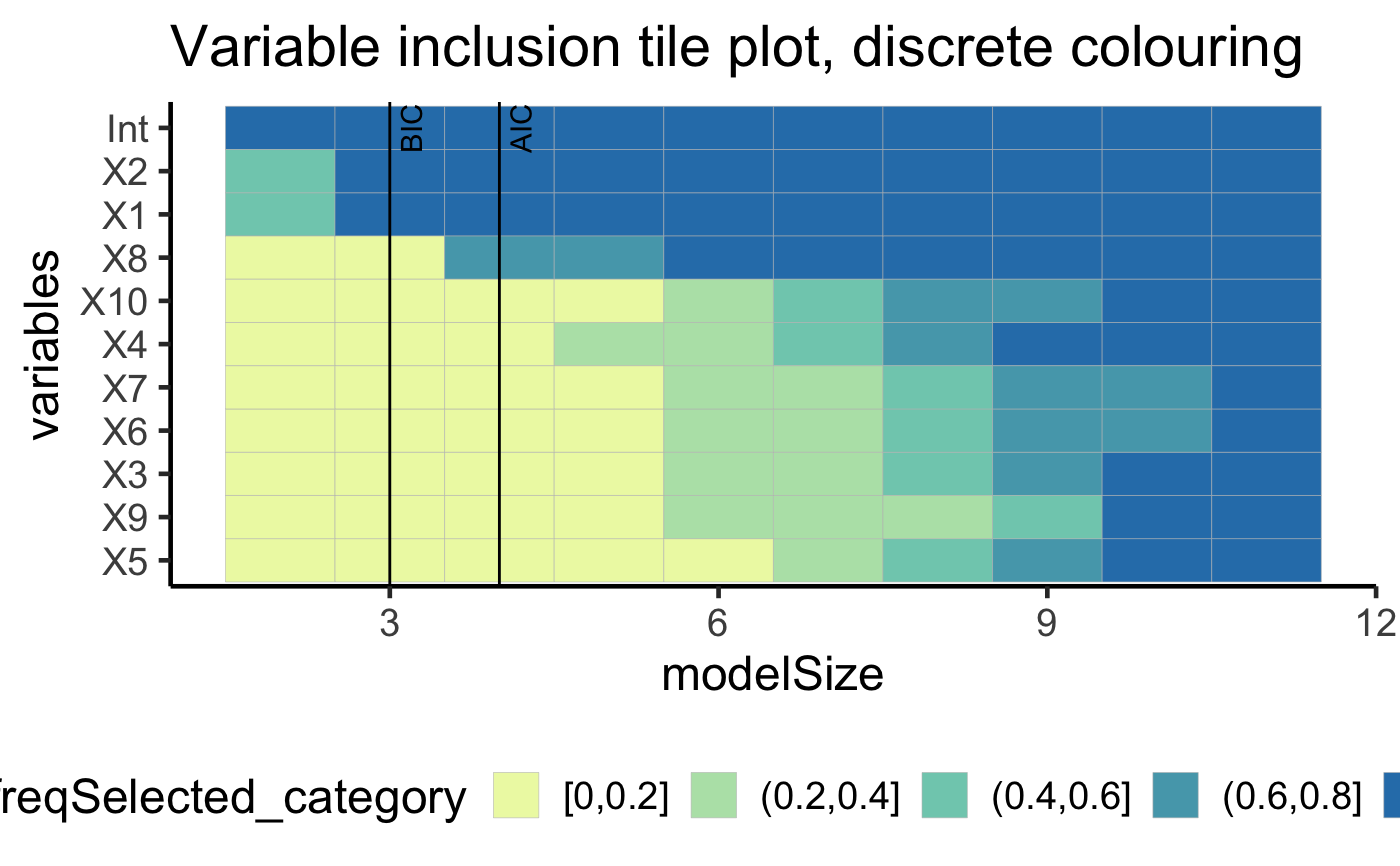 Variable inclusion tile plot, discrete colouring
BIC
AIC
Int
X2
X1
X8
X10
X4
X7
X6
X3
X9
X5
variables
3 6 9 12
modelSize
freqSelected_category [0,0.2] (0.2,0.4] (0.4,0.6] (0.6,0.8]